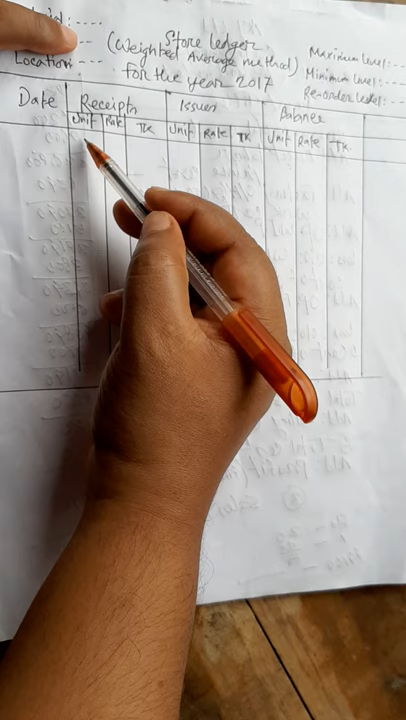 Store ledger
(Weighted Average method)
for the year 2017
Location: ---
Maximum level: --
Minimum level: -
Re-order level: -
Date Receipts Issues Balance
Unit Rate TK Unit Rate TK Unit Rate TK